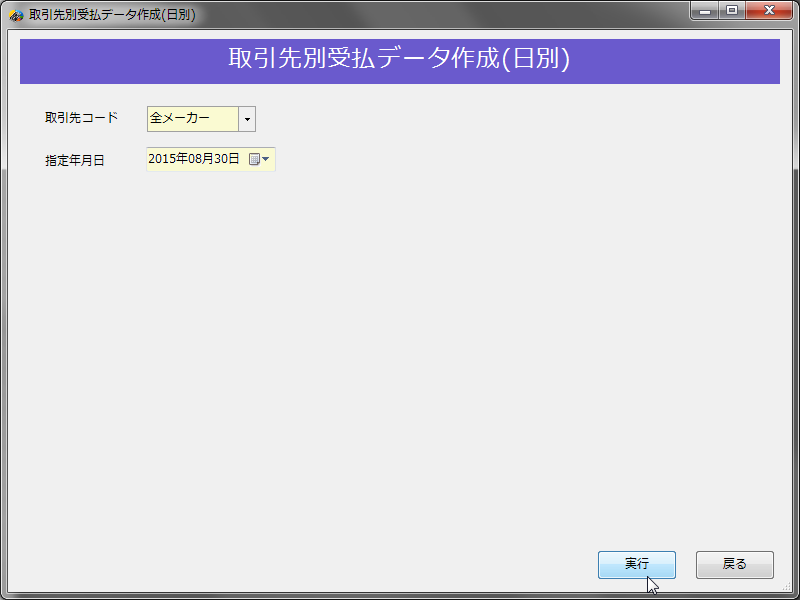 取引先別受払データ作成(日別)
取引先別受払データ作成(日別)
取引先コード 全メーカー
指定年月日 2015年08月30日
実行 戻る